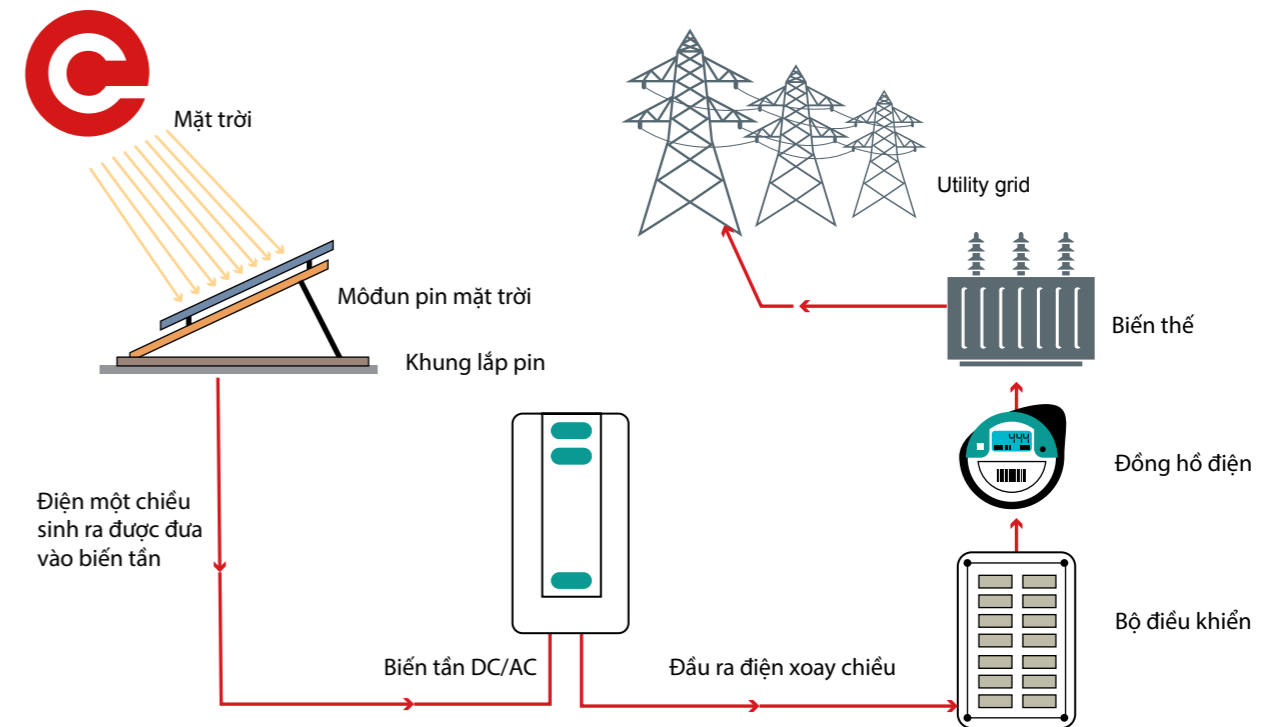 Mặt trời
Utility grid
Môđun pin mặt trời
Biến thế
Khung lắp pin
444
Đồng hồ điện
Điện một chiều
sinh ra được đưa
vào biến tần
Bộ điều khiển
Biến tần DC/AC
Đầu ra điện xoay chiều